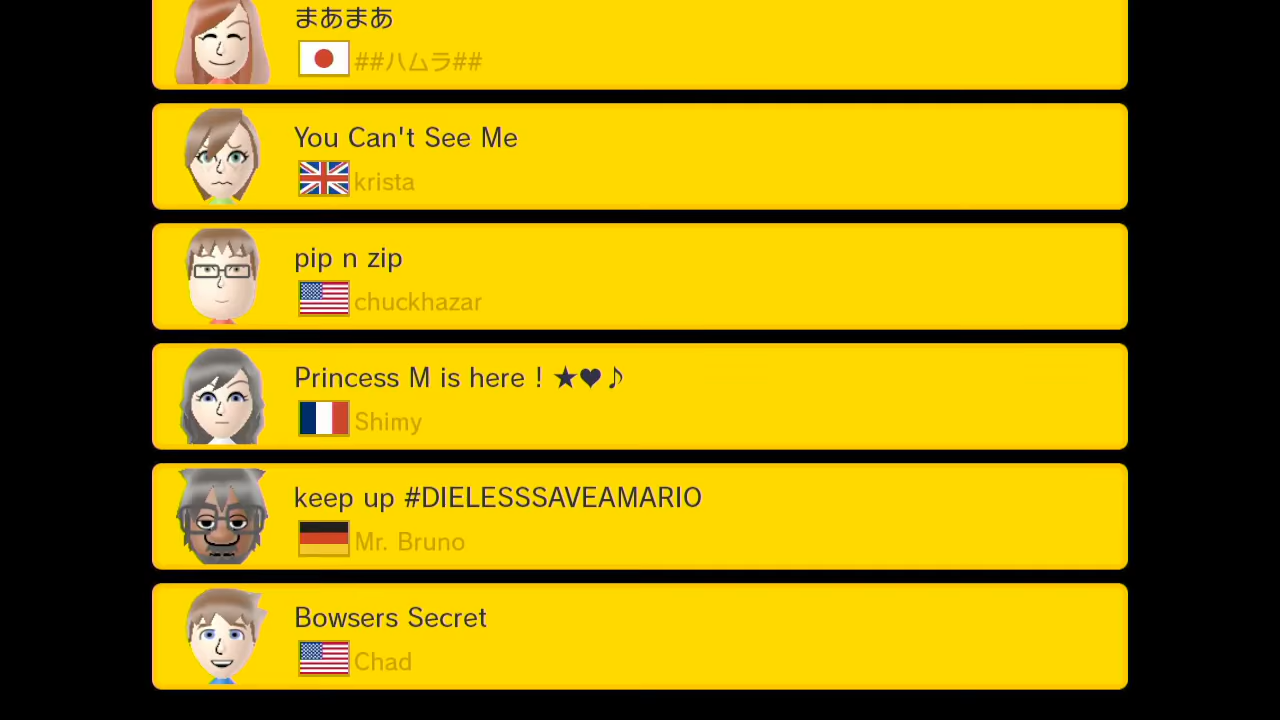 まあまあ
##ハムラ##
You Can't See Me
krista
pip n zip
chuckhazar
Princess M is here ! ★♥♪
Shimy
keep up #DIELESSSAVEAMARIO
Mr. Bruno
Bowsers Secret
Chad